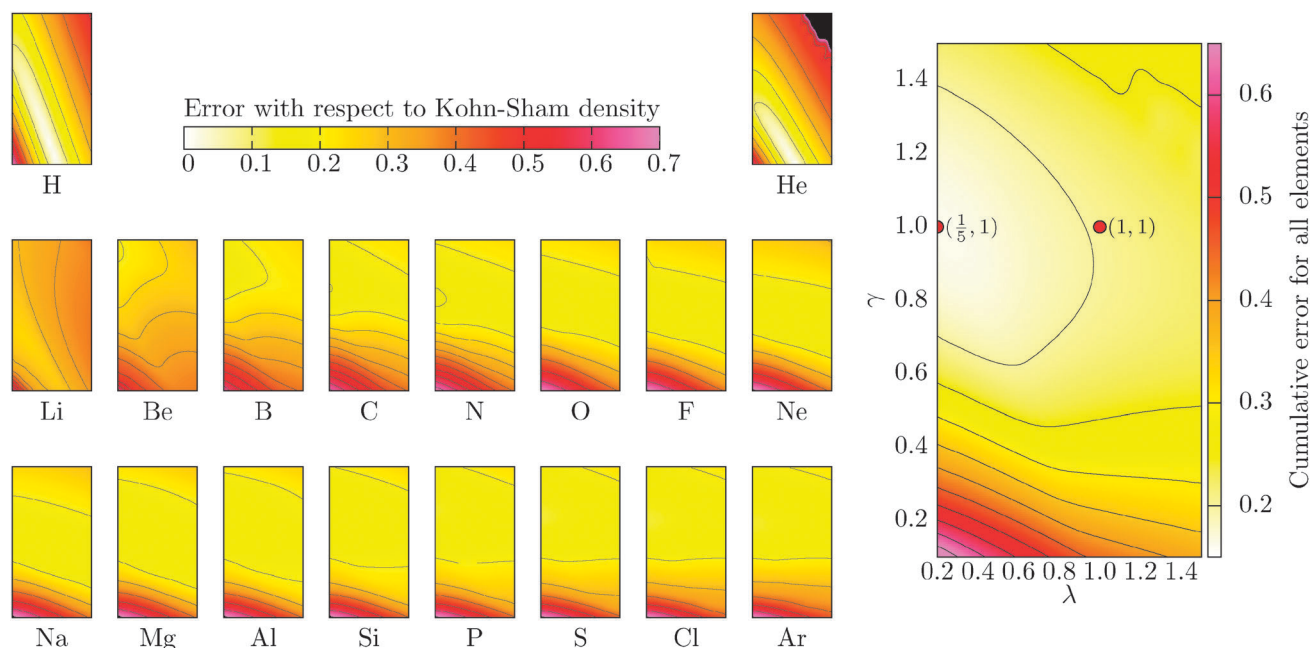 H
Error with respect to Kohn-Sham density
0 0.1 0.2 0.3 0.4 0.5 0.6 0.7
He
Li Be B C N O F Ne
Na Mg Al Si P S Cl Ar
γ
1.4
1.2
1.0
0.8
0.6
0.4
0.2
(1/5, 1)
(1, 1)
0.2 0.4 0.6 0.8 1.0 1.2 1.4
λ
0.6
0.5
0.4
0.3
0.2
Cumulative error for all elements